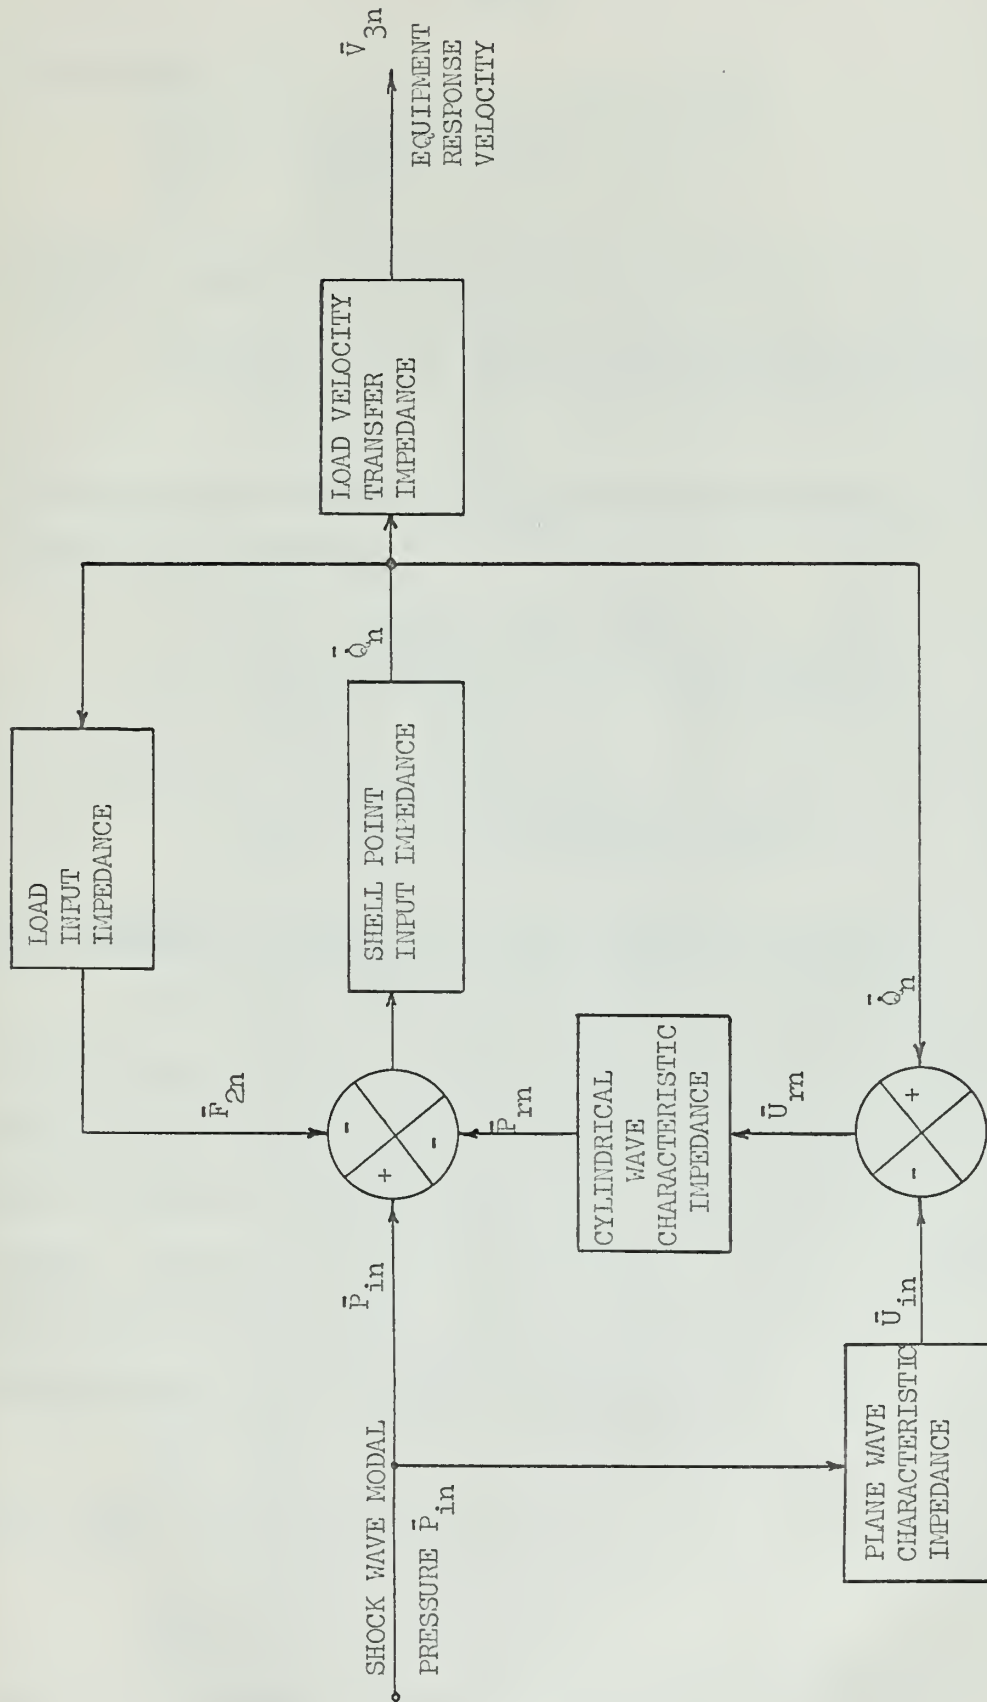 SHOCK WAVE MODAL
PRESSURE P̄in
P̄in
F̄2n
LOAD
INPUT
IMPEDANCE
-
+
-
SHELL POINT
INPUT IMPEDANCE
Q̇̄n
LOAD VELOCITY
TRANSFER
IMPEDANCE
V̄3n
EQUIPMENT
RESPONSE
VELOCITY
P̄rn
CYLINDRICAL
WAVE
CHARACTERISTIC
IMPEDANCE
Ūrn
PLANE WAVE
CHARACTERISTIC
IMPEDANCE
Ūin
-
+
Q̇̄n